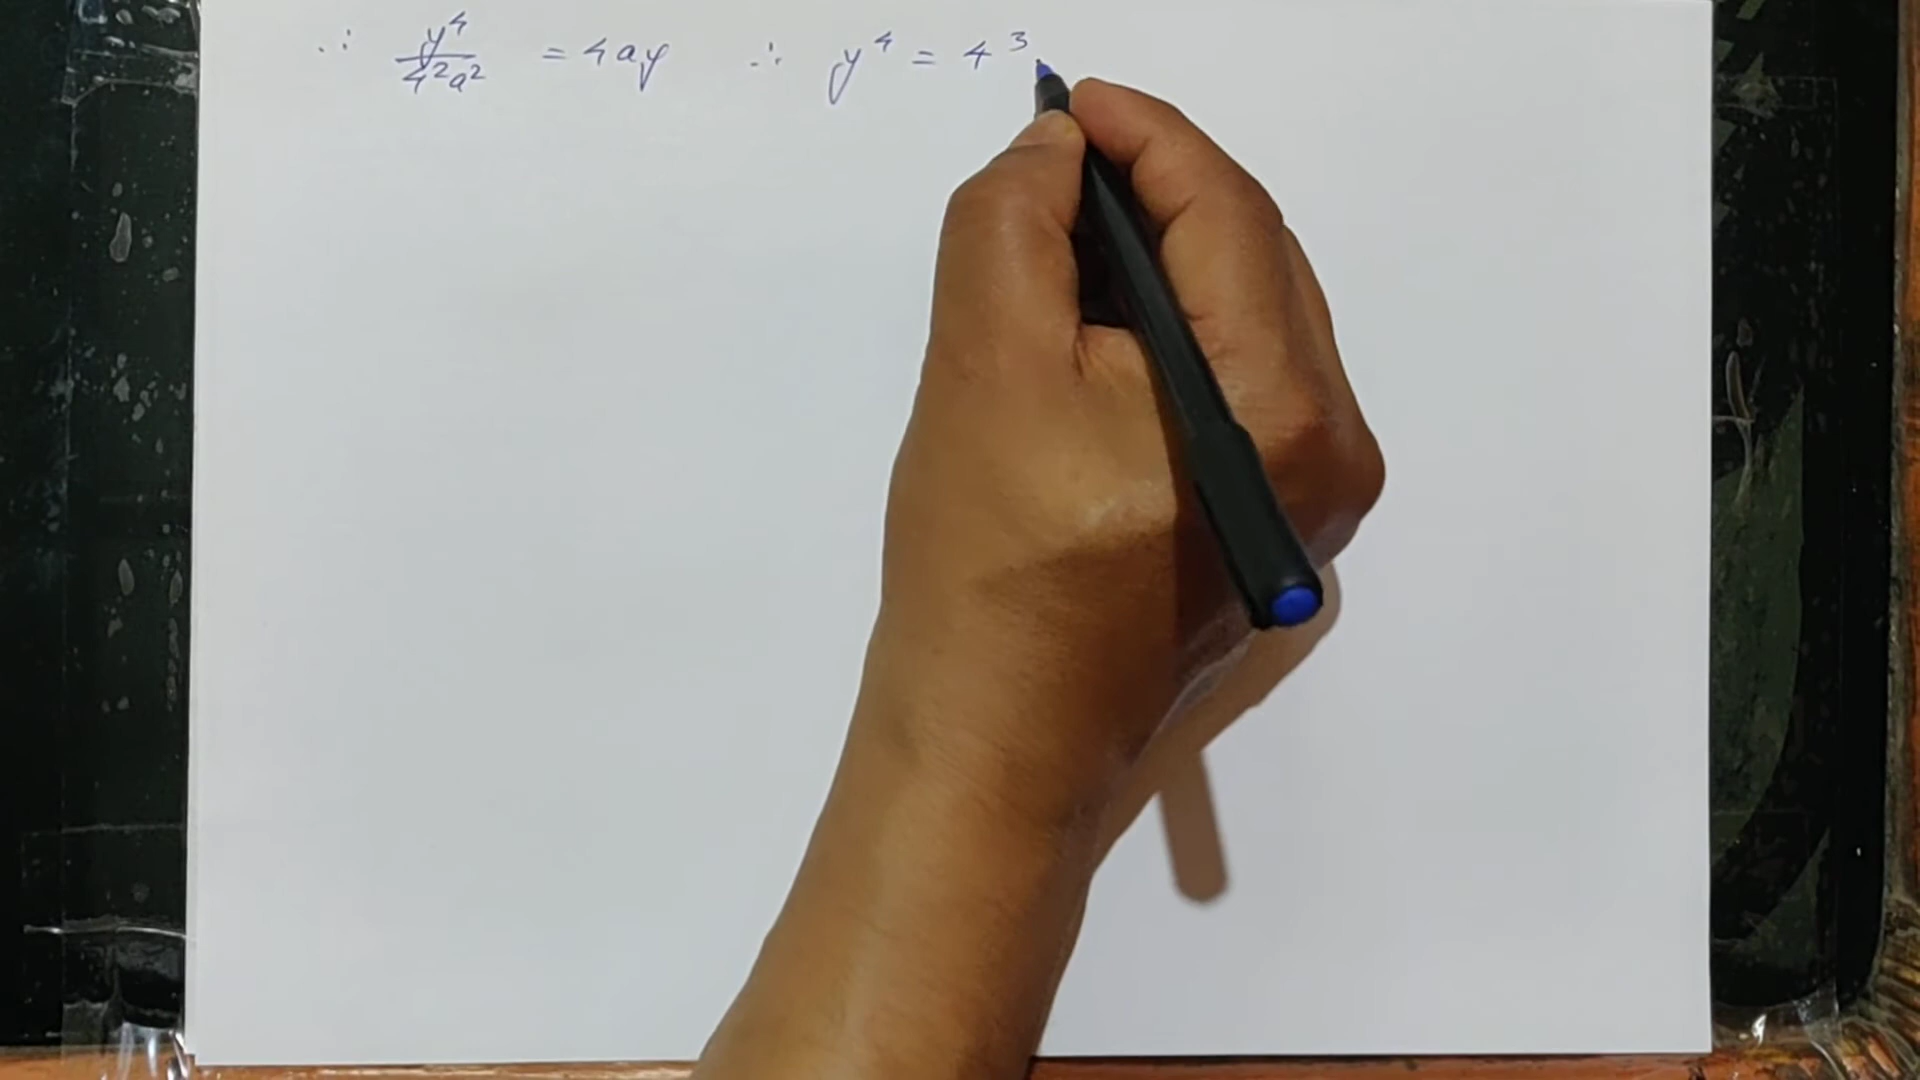 ∴ y⁴/4²a² = 4ay ∴ y⁴ = 4³